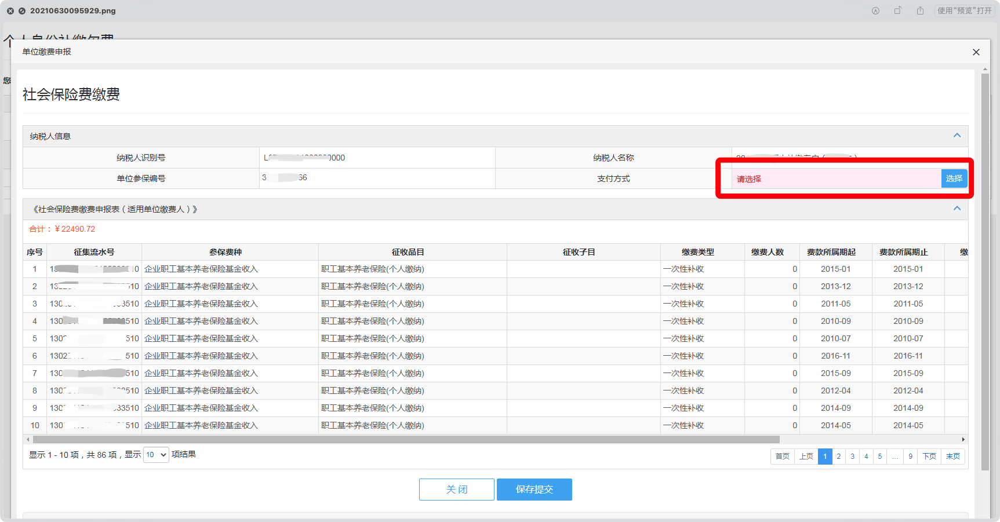 20210630095929.png
使用“预览”打开
个人身份补缴欠费
单位缴费申报
您
社会保险费缴费
纳税人信息
纳税人识别号 L 0000 纳税人名称
单位参保编号 3 66 支付方式 请选择 选择
《社会保险费缴费申报表（适用单位缴费人）》
合计：￥22490.72
序号 征集流水号 参保费种 征收品目 征收子目 缴费类型 缴费人数 费款所属期起 费款所属期止 缴
1 1 10 企业职工基本养老保险基金收入 职工基本养老保险(个人缴纳) 一次性补收 0 2015-01 2015-01
2 13 510 企业职工基本养老保险基金收入 职工基本养老保险(个人缴纳) 一次性补收 0 2013-12 2013-12
3 130 3510 企业职工基本养老保险基金收入 职工基本养老保险(个人缴纳) 一次性补收 0 2011-05 2011-05
4 130 510 企业职工基本养老保险基金收入 职工基本养老保险(个人缴纳) 一次性补收 0 2010-09 2010-09
5 130 510 企业职工基本养老保险基金收入 职工基本养老保险(个人缴纳) 一次性补收 0 2010-07 2010-07
6 1302 510 企业职工基本养老保险基金收入 职工基本养老保险(个人缴纳) 一次性补收 0 2016-11 2016-11
7 130 510 企业职工基本养老保险基金收入 职工基本养老保险(个人缴纳) 一次性补收 0 2015-09 2015-09
8 130 3510 企业职工基本养老保险基金收入 职工基本养老保险(个人缴纳) 一次性补收 0 2012-04 2012-04
9 130 33510 企业职工基本养老保险基金收入 职工基本养老保险(个人缴纳) 一次性补收 0 2014-09 2014-09
10 130 510 企业职工基本养老保险基金收入 职工基本养老保险(个人缴纳) 一次性补收 0 2014-05 2014-05
显示 1 - 10 项，共 86 项，显示 10 项结果
首页 上页 1 2 3 4 5 ... 9 下页 末页
关 闭 保存提交